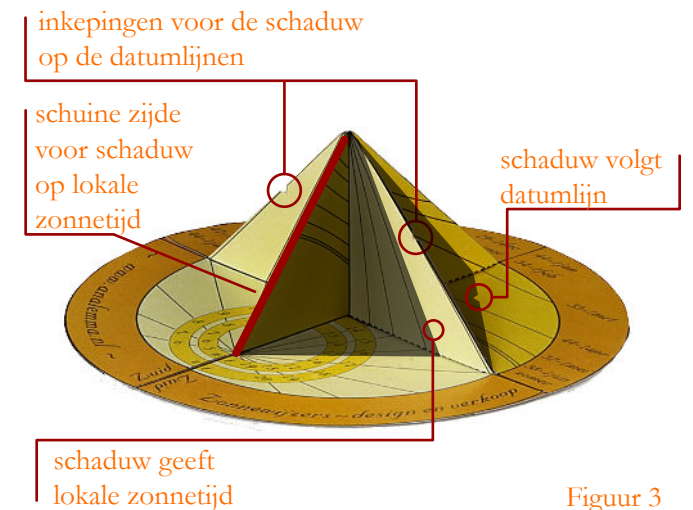 inkepingen voor de schaduw
op de datumlijnen
schuine zijde
voor schaduw
op lokale
zonnetijd
schaduw volgt
datumlijn
Zuid
Zuid
Zonnewijzers ~ design en verkoop
schaduw geeft
lokale zonnetijd
Figuur 3